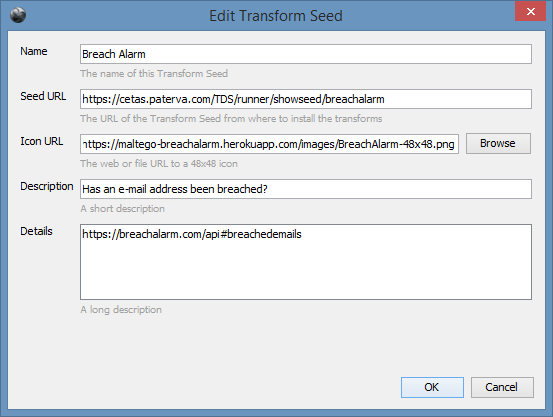 Edit Transform Seed
Name
Breach Alarm
The name of this Transform Seed
Seed URL
https://cetas.paterva.com/TDS/runner/showseed/breachalarm
The URL of the Transform Seed from where to install the transforms
Icon URL
https://maltego-breachalarm.herokuapp.com/images/BreachAlarm-48x48.png
Browse
The web or file URL to a 48x48 icon
Description
Has an e-mail address been breached?
A short description
Details
https://breachalarm.com/api#breachedemails
A long description
OK
Cancel